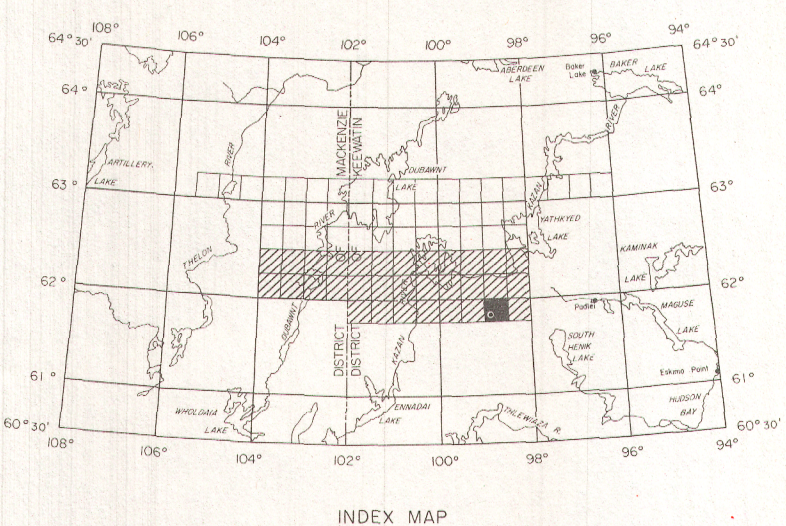 108°
106°
104°
102°
100°
98°
96°
94°
64° 30'
64° 30'
ABERDEEN
LAKE
Baker
Lake
BAKER LAKE
64°
64°
RIVER
MACKENZIE
KEEWATIN
RIVER
ARTILLERY
LAKE
DUBAWNT
LAKE
63°
63°
KAZAN
RIVER
YATHKYED
LAKE
THELON
OF
OF
KAMINAK
LAKE
62°
62°
RIVER
Padlei
MAGUSE
LAKE
DUBAWNT
DISTRICT
DISTRICT
KAZAN
SOUTH
HENIK
LAKE
Eskimo Point
61°
61°
WHOLDAIA
LAKE
ENNADAI
LAKE
THLEWIAZA R.
HUDSON
BAY
60° 30'
60° 30'
108°
106°
104°
102°
100°
98°
96°
94°
INDEX MAP